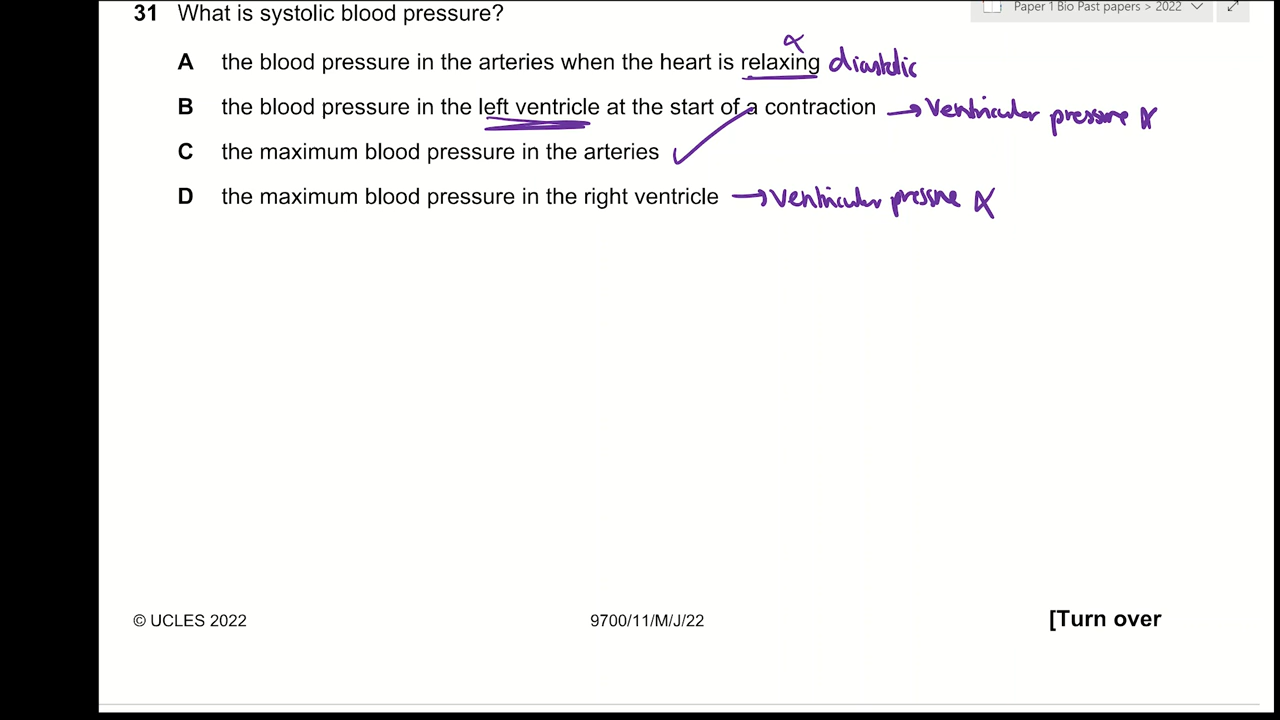 Paper 1 Bio Past papers > 2022
31 What is systolic blood pressure?
A the blood pressure in the arteries when the heart is relaxing diastolic
B the blood pressure in the left ventricle at the start of a contraction → ventricular pressure x
C the maximum blood pressure in the arteries ✓
D the maximum blood pressure in the right ventricle → ventricular pressure x
© UCLES 2022 9700/11/M/J/22 [Turn over